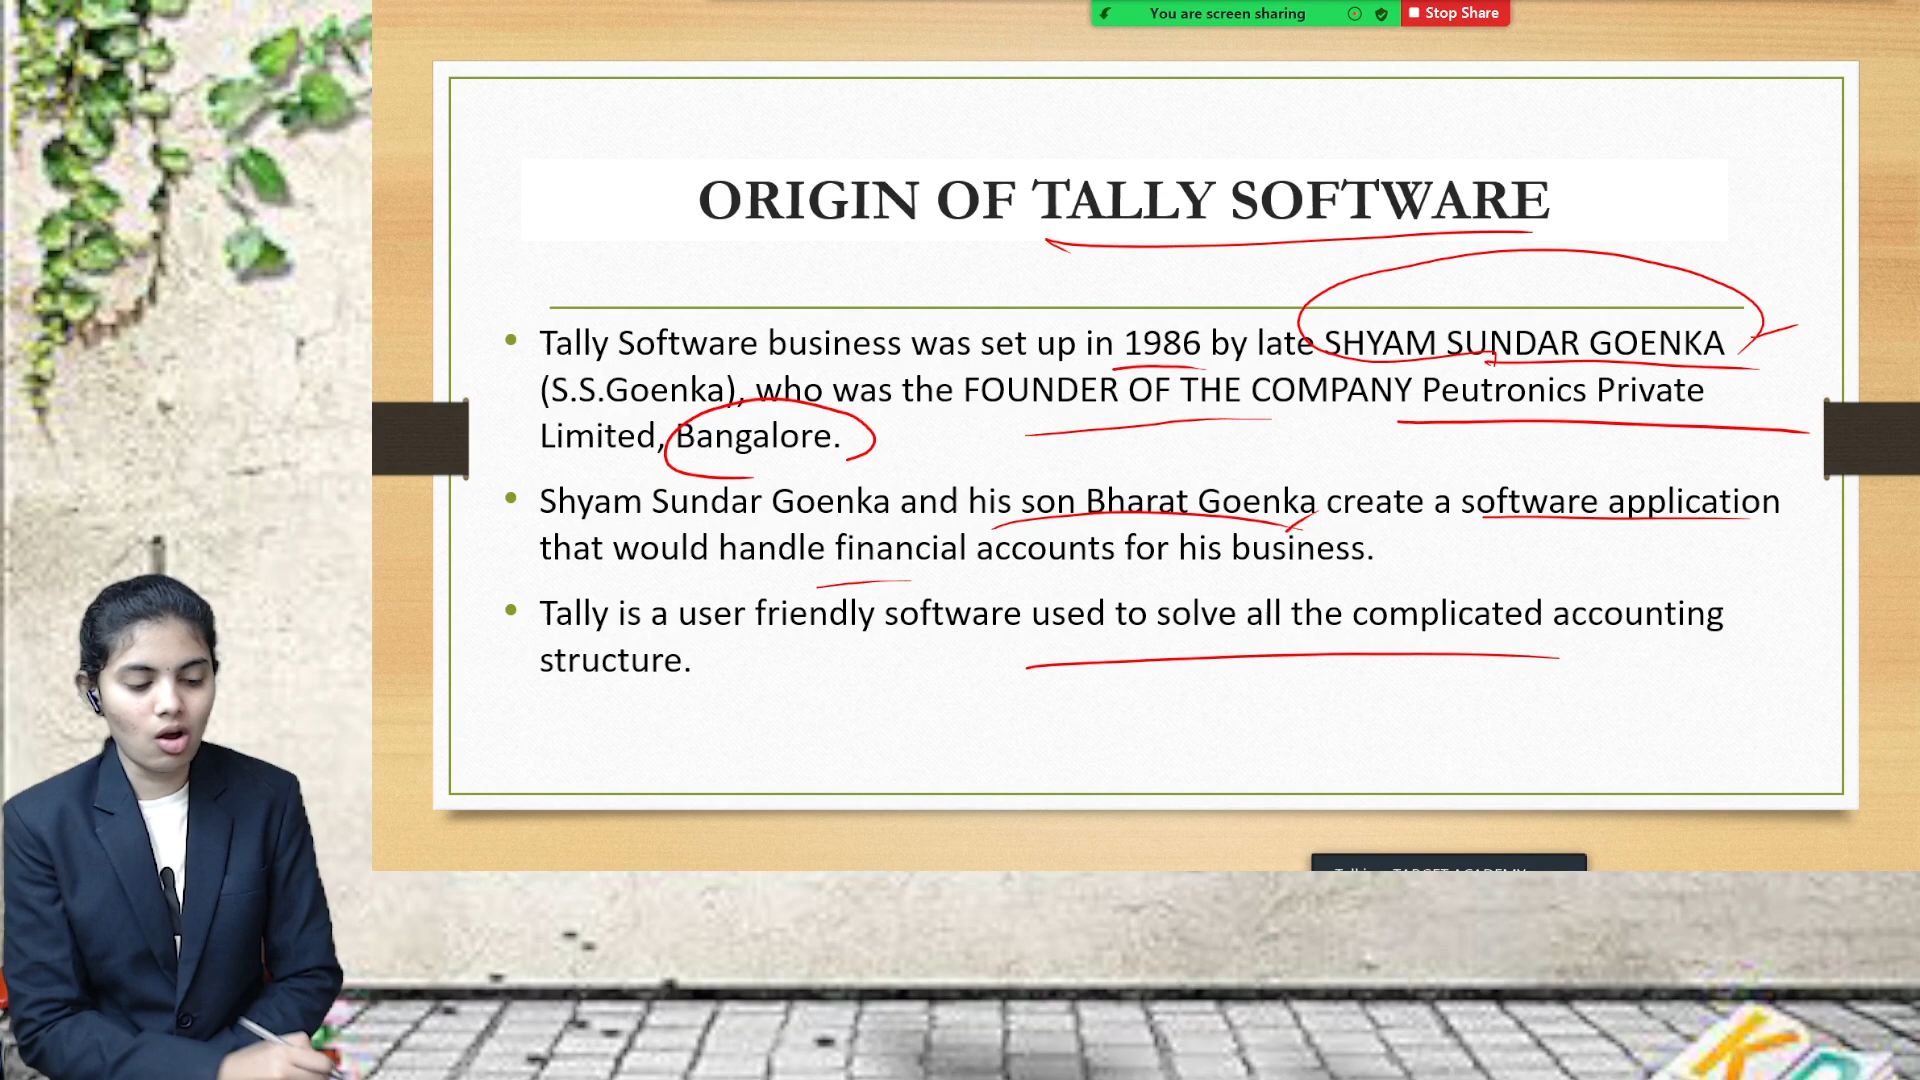 You are screen sharing
Stop Share
ORIGIN OF TALLY SOFTWARE
• Tally Software business was set up in 1986 by late SHYAM SUNDAR GOENKA
(S.S.Goenka), who was the FOUNDER OF THE COMPANY Peutronics Private
Limited, Bangalore.
• Shyam Sundar Goenka and his son Bharat Goenka create a software application
that would handle financial accounts for his business.
• Tally is a user friendly software used to solve all the complicated accounting
structure.